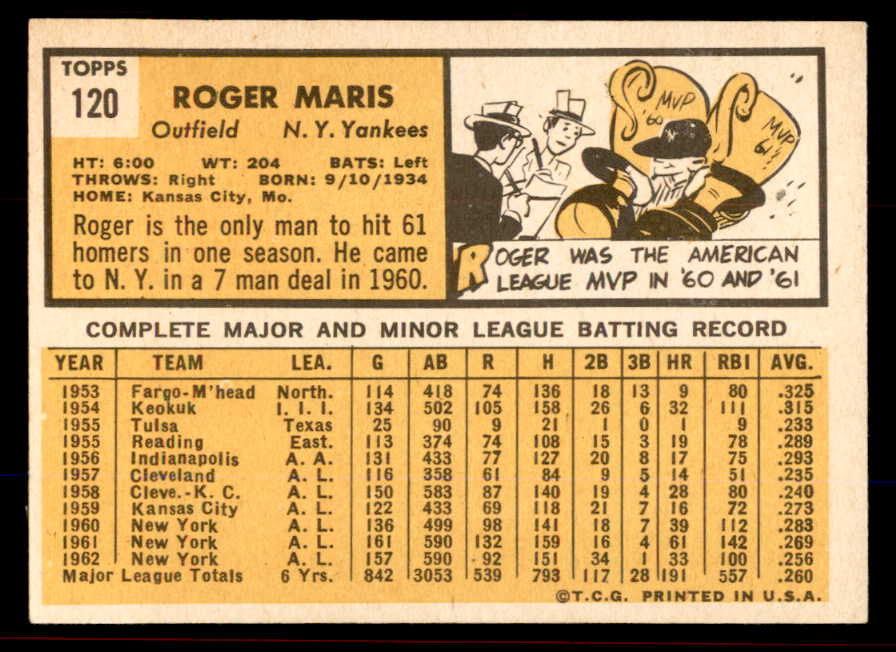 TOPPS
120
ROGER MARIS
Outfield N. Y. Yankees
HT: 6:00 WT: 204 BATS: Left
THROWS: Right BORN: 9/10/1934
HOME: Kansas City, Mo.
Roger is the only man to hit 61
homers in one season. He came
to N. Y. in a 7 man deal in 1960.
MVP
'60
MVP
'61
NY
ROGER WAS THE AMERICAN
LEAGUE MVP IN '60 AND '61
COMPLETE MAJOR AND MINOR LEAGUE BATTING RECORD
YEAR TEAM LEA. G AB R H 2B 3B HR RBI AVG.
1953 Fargo-M'head North. 114 418 74 136 18 13 9 80 .325
1954 Keokuk I. I. I. 134 502 105 158 26 6 32 111 .315
1955 Tulsa Texas 25 90 9 21 1 0 1 9 .233
1955 Reading East. 113 374 74 108 15 3 19 78 .289
1956 Indianapolis A. A. 131 433 77 127 20 8 17 75 .293
1957 Cleveland A. L. 116 358 61 84 9 5 14 51 .235
1958 Cleve.-K. C. A. L. 150 583 87 140 19 4 28 80 .240
1959 Kansas City A. L. 122 433 69 118 21 7 16 72 .273
1960 New York A. L. 136 499 98 141 18 7 39 112 .283
1961 New York A. L. 161 590 132 159 16 4 61 142 .269
1962 New York A. L. 157 590 92 151 34 1 33 100 .256
Major League Totals 6 Yrs. 842 3053 539 793 117 28 191 557 .260
©T.C.G. PRINTED IN U.S.A.